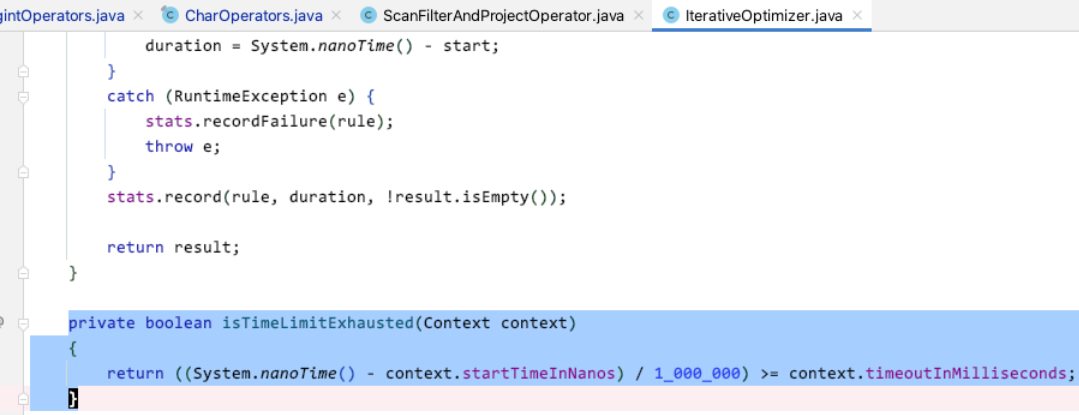 gintOperators.java × C CharOperators.java × C ScanFilterAndProjectOperator.java × C IterativeOptimizer.java ×
duration = System.nanoTime() - start;
}
catch (RuntimeException e) {
stats.recordFailure(rule);
throw e;
}
stats.record(rule, duration, !result.isEmpty());
return result;
}
private boolean isTimeLimitExhausted(Context context)
{
return ((System.nanoTime() - context.startTimeInNanos) / 1_000_000) >= context.timeoutInMilliseconds;
}